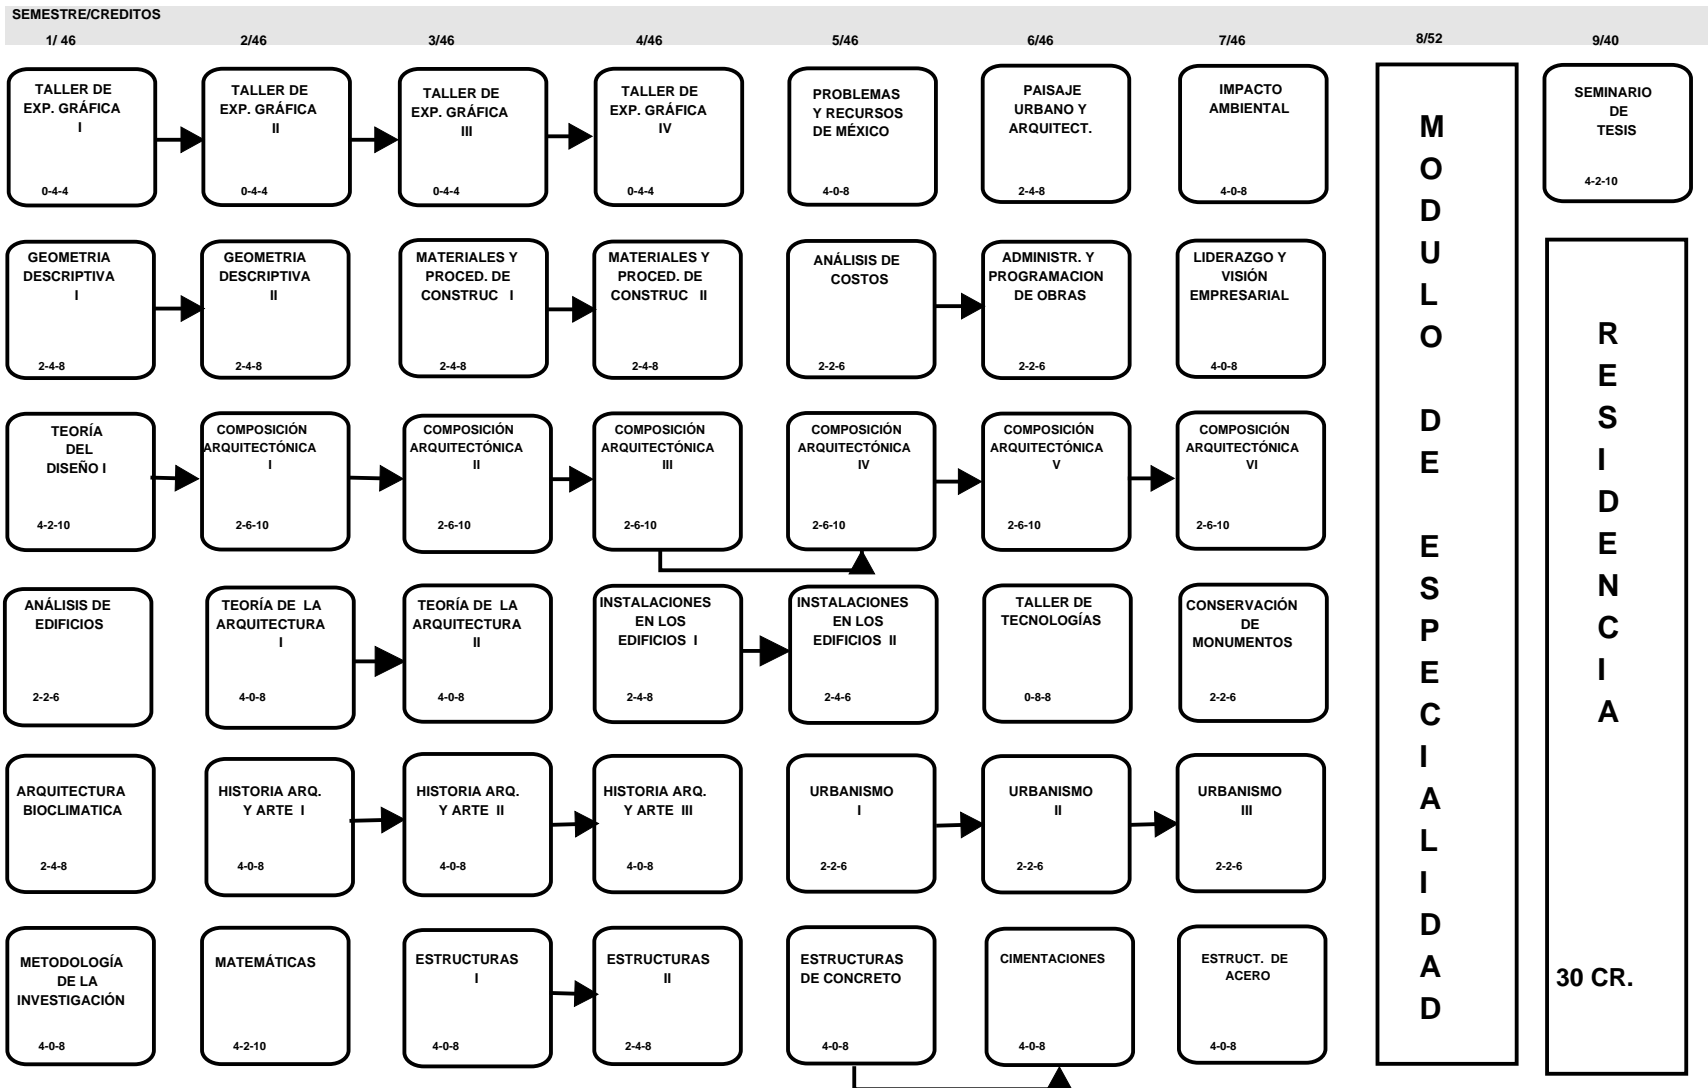 SEMESTRE/CREDITOS
1/ 46
2/46
3/46
4/46
5/46
6/46
7/46
8/52
9/40
TALLER DE
EXP. GRÁFICA
I
0-4-4
TALLER DE
EXP. GRÁFICA
II
0-4-4
TALLER DE
EXP. GRÁFICA
III
0-4-4
TALLER DE
EXP. GRÁFICA
IV
0-4-4
PROBLEMAS
Y RECURSOS
DE MÉXICO
4-0-8
PAISAJE
URBANO Y
ARQUITECT.
2-4-8
IMPACTO
AMBIENTAL
4-0-8
SEMINARIO
DE
TESIS
4-2-10
GEOMETRIA
DESCRIPTIVA
I
2-4-8
GEOMETRIA
DESCRIPTIVA
II
2-4-8
MATERIALES Y
PROCED. DE
CONSTRUC I
2-4-8
MATERIALES Y
PROCED. DE
CONSTRUC II
2-4-8
ANÁLISIS DE
COSTOS
2-2-6
ADMINISTR. Y
PROGRAMACION
DE OBRAS
2-2-6
LIDERAZGO Y
VISIÓN
EMPRESARIAL
4-0-8
TEORÍA
DEL
DISEÑO I
4-2-10
COMPOSICIÓN
ARQUITECTÓNICA
I
2-6-10
COMPOSICIÓN
ARQUITECTÓNICA
II
2-6-10
COMPOSICIÓN
ARQUITECTÓNICA
III
2-6-10
COMPOSICIÓN
ARQUITECTÓNICA
IV
2-6-10
COMPOSICIÓN
ARQUITECTÓNICA
V
2-6-10
COMPOSICIÓN
ARQUITECTÓNICA
VI
2-6-10
ANÁLISIS DE
EDIFICIOS
2-2-6
TEORÍA DE LA
ARQUITECTURA
I
4-0-8
TEORÍA DE LA
ARQUITECTURA
II
4-0-8
INSTALACIONES
EN LOS
EDIFICIOS I
2-4-8
INSTALACIONES
EN LOS
EDIFICIOS II
2-4-6
TALLER DE
TECNOLOGÍAS
0-8-8
CONSERVACIÓN
DE
MONUMENTOS
2-2-6
ARQUITECTURA
BIOCLIMATICA
2-4-8
HISTORIA ARQ.
Y ARTE I
4-0-8
HISTORIA ARQ.
Y ARTE II
4-0-8
HISTORIA ARQ.
Y ARTE III
4-0-8
URBANISMO
I
2-2-6
URBANISMO
II
2-2-6
URBANISMO
III
2-2-6
METODOLOGÍA
DE LA
INVESTIGACIÓN
4-0-8
MATEMÁTICAS
4-2-10
ESTRUCTURAS
I
4-0-8
ESTRUCTURAS
II
2-4-8
ESTRUCTURAS
DE CONCRETO
4-0-8
CIMENTACIONES
4-0-8
ESTRUCT. DE
ACERO
4-0-8
MODULO DE ESPECIALIDAD
RESIDENCIA
30 CR.